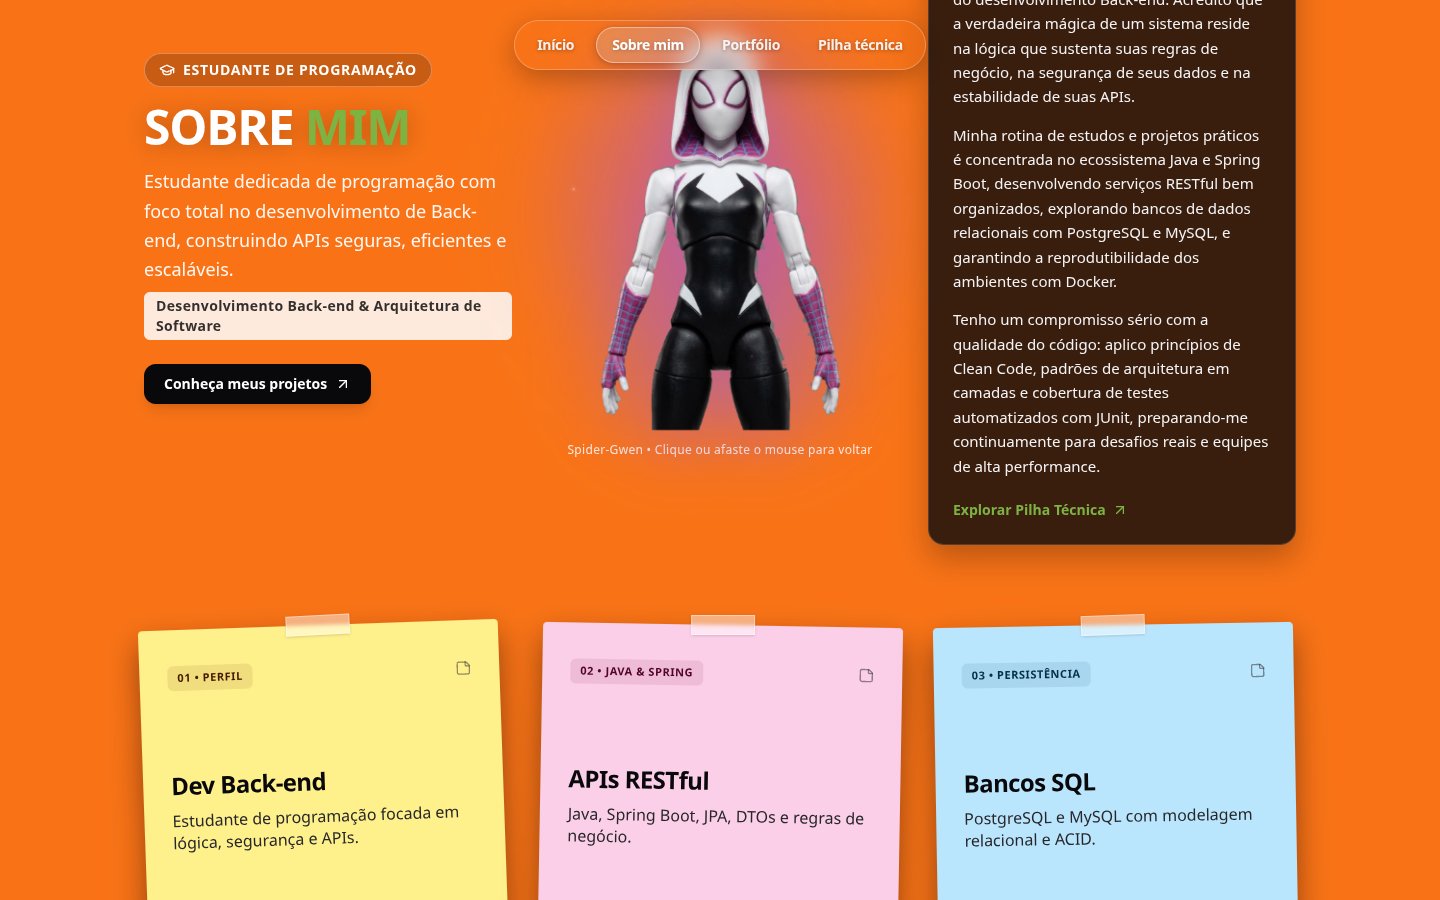 Início
Sobre mim
Portfólio
Pilha técnica
ESTUDANTE DE PROGRAMAÇÃO
SOBRE MIM
Estudante dedicada de programação com
foco total no desenvolvimento de Back-
end, construindo APIs seguras, eficientes e
escaláveis.
Desenvolvimento Back-end & Arquitetura de
Software
Conheça meus projetos
Spider-Gwen • Clique ou afaste o mouse para voltar
do desenvolvimento Back-end. Acredito que
a verdadeira mágica de um sistema reside
na lógica que sustenta suas regras de
negócio, na segurança de seus dados e na
estabilidade de suas APIs.
Minha rotina de estudos e projetos práticos
é concentrada no ecossistema Java e Spring
Boot, desenvolvendo serviços RESTful bem
organizados, explorando bancos de dados
relacionais com PostgreSQL e MySQL, e
garantindo a reprodutibilidade dos
ambientes com Docker.
Tenho um compromisso sério com a
qualidade do código: aplico princípios de
Clean Code, padrões de arquitetura em
camadas e cobertura de testes
automatizados com JUnit, preparando-me
continuamente para desafios reais e equipes
de alta performance.
Explorar Pilha Técnica
01 • PERFIL
Dev Back-end
Estudante de programação focada em
lógica, segurança e APIs.
02 • JAVA & SPRING
APIs RESTful
Java, Spring Boot, JPA, DTOs e regras de
negócio.
03 • PERSISTÊNCIA
Bancos SQL
PostgreSQL e MySQL com modelagem
relacional e ACID.